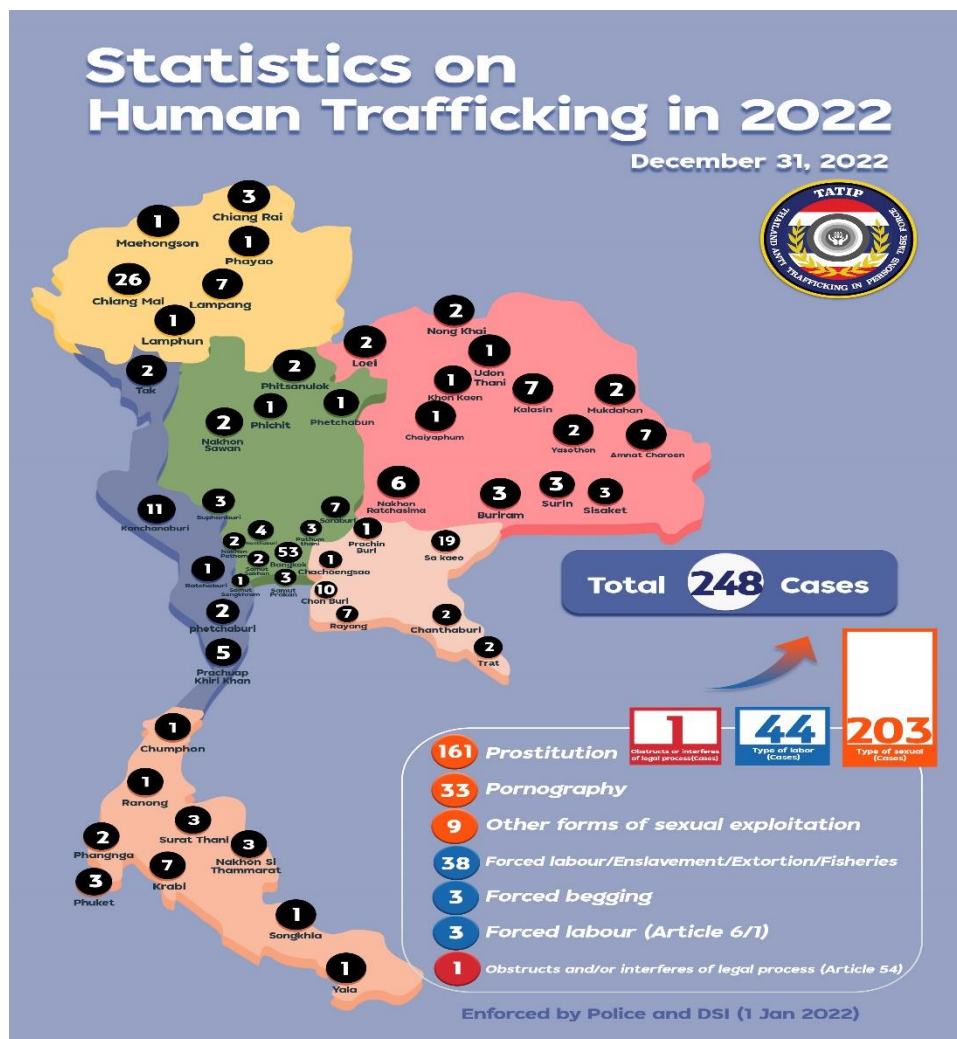 Statistics on
Human Trafficking in 2022
December 31, 2022
TATIP
THAILAND ANTI TRAFFICKING IN PERSONS TASK FORCE
3
Chiang Rai
1
Maehongson
1
Phayao
26
Chiang Mai
7
Lampang
1
Lamphun
2
Nong Khai
2
Loei
1
Udon
Thani
2
Tak
2
Phitsanulok
1
Khon Kaen
7
Kalasin
2
Mukdahan
1
Phichit
1
Phetchabun
1
Chaiyaphum
2
Nakhon
Sawan
2
Yasothon
7
Amnat Charoen
6
Nakhon
Ratchasima
3
Buriram
3
Surin
3
Sisaket
11
Kanchanaburi
3
Suphanburi
7
Saraburi
4
Nonthaburi
3
Pathum
thani
1
Prachin
Buri
19
Sa kaeo
2
Nakhon
Pathom
2
Samut
Sakhon
53
Bangkok
1
Chachoengsao
1
Ratchaburi
1
Samut
Songkhram
3
Samut
Prakan
10
Chon Buri
7
Rayong
2
Chanthaburi
2
phetchaburi
2
Trat
5
Prachuap
Khiri Khan
Total 248 Cases
1
Chumphon
1
Ranong
3
Surat Thani
2
Phangnga
7
Krabi
3
Nakhon Si
Thammarat
3
Phuket
1
Songkhla
1
Yala
1
Obstructs or interferes
of legal process(Cases)
44
Type of labor
(Cases)
203
Type of sexual
(Cases)
161 Prostitution
33 Pornography
9 Other forms of sexual exploitation
38 Forced labour/Enslavement/Extortion/Fisheries
3 Forced begging
3 Forced labour (Article 6/1)
1 Obstructs and/or interferes of legal process (Article 54)
Enforced by Police and DSI (1 Jan 2022)